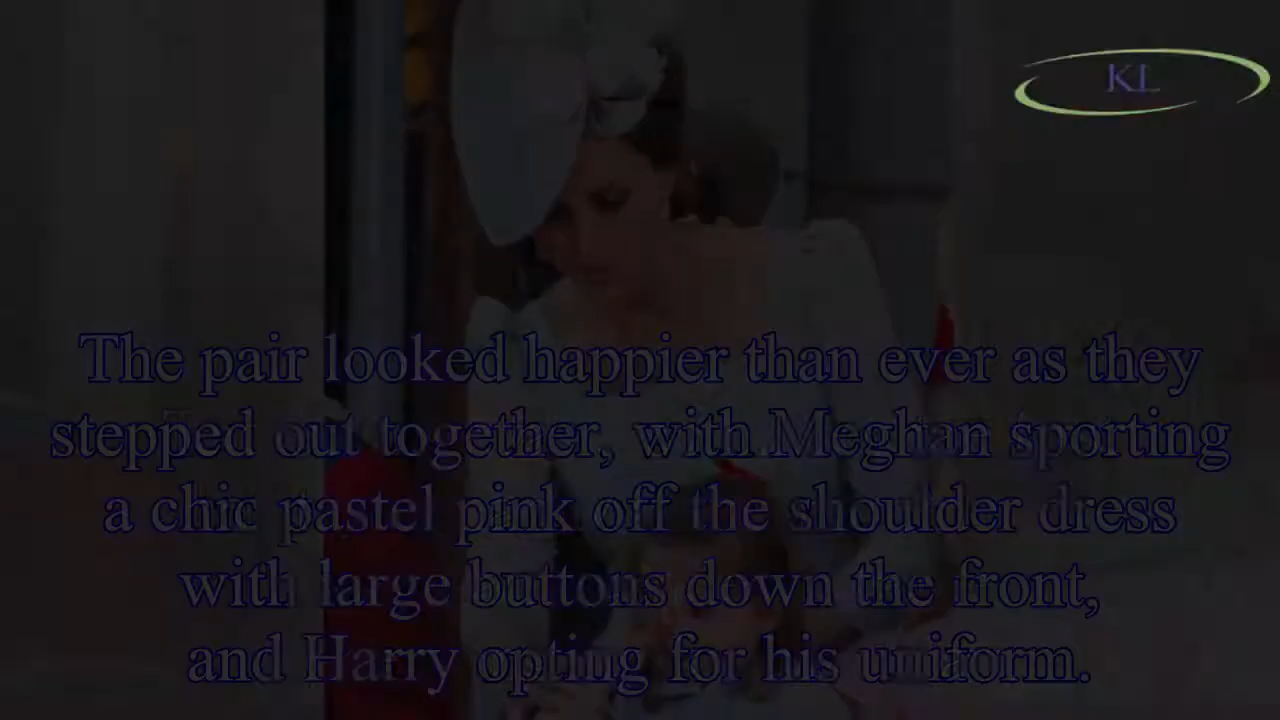 KL
The pair looked happier than ever as they
stepped out together, with Meghan sporting
a chic pastel pink off the shoulder dress
with large buttons down the front,
and Harry opting for his uniform.